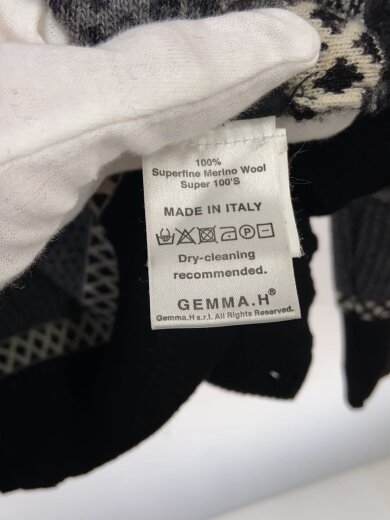 100%
Superfine Merino Wool
Super 100'S
MADE IN ITALY
P
Dry-cleaning
recommended.
GEMMA.H®
Gemma.H s.r.l. All Rights Reserved.